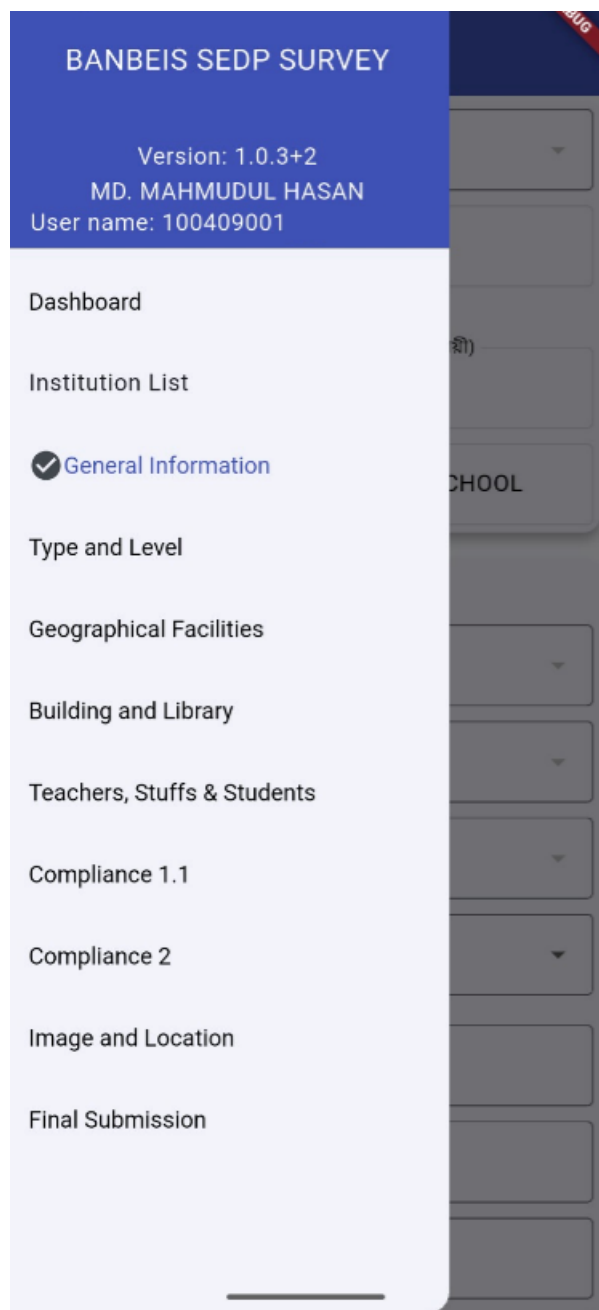 BANBEIS SEDP SURVEY
Version: 1.0.3+2
MD. MAHMUDUL HASAN
User name: 100409001
Dashboard
Institution List
General Information
Type and Level
Geographical Facilities
Building and Library
Teachers, Stuffs & Students
Compliance 1.1
Compliance 2
Image and Location
Final Submission